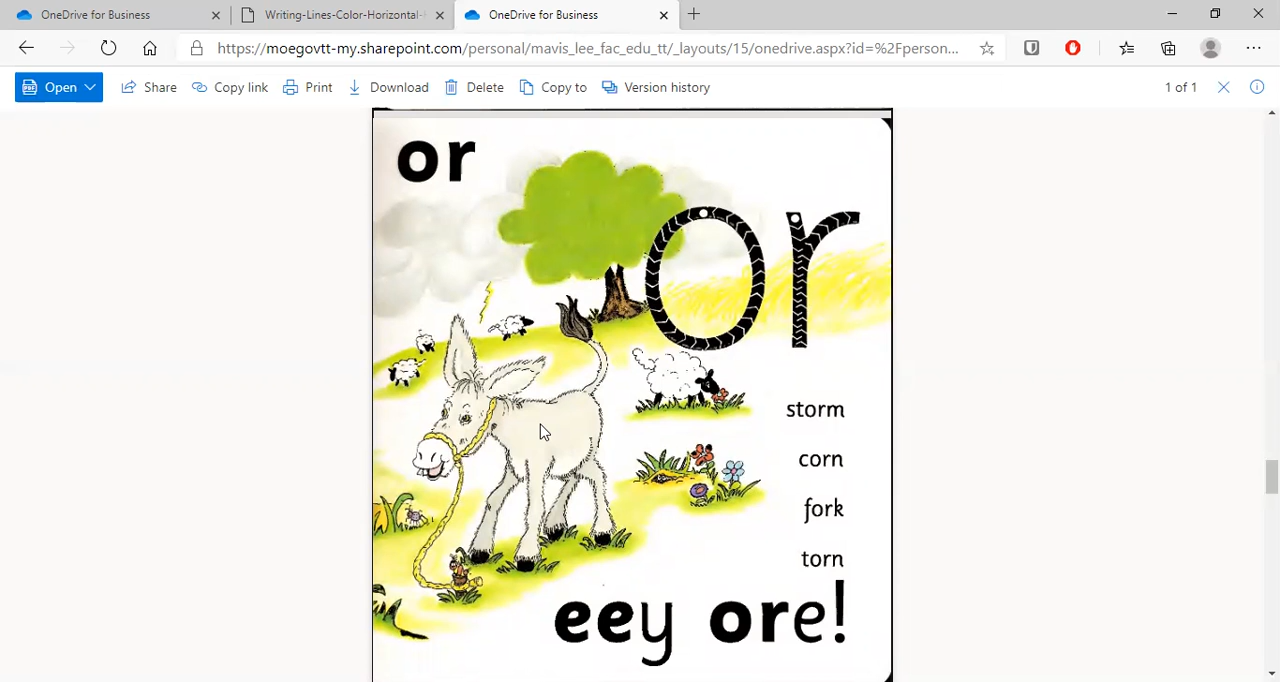 OneDrive for Business
Writing-Lines-Color-Horizontal-
OneDrive for Business
https://moegovtt-my.sharepoint.com/personal/mavis_lee_fac_edu_tt/_layouts/15/onedrive.aspx?id=%2Fperson...
Open
Share
Copy link
Print
Download
Delete
Copy to
Version history
1 of 1
or
or
storm
corn
fork
torn
eey ore!